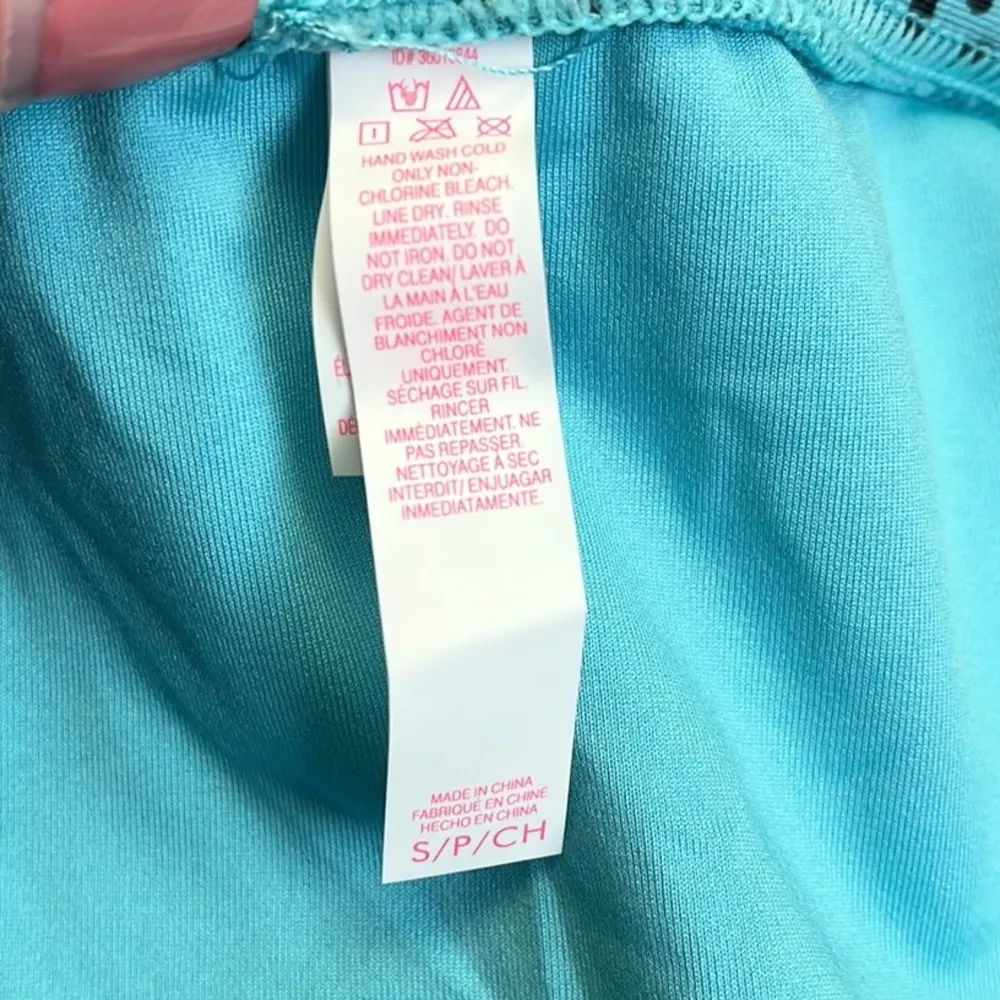 HAND WASH COLD
ONLY NON-
CHLORINE BLEACH.
LINE DRY. RINSE
IMMEDIATELY. DO
NOT IRON. DO NOT
DRY CLEAN/ LAVER À
LA MAIN À L'EAU
FROIDE. AGENT DE
BLANCHIMENT NON
CHLORÉ
UNIQUEMENT.
SÉCHAGE SUR FIL.
RINCER
IMMÉDIATEMENT. NE
PAS REPASSER.
NETTOYAGE À SEC
INTERDIT/ ENJUAGAR
INMEDIATAMENTE.
MADE IN CHINA
FABRIQUÉ EN CHINE
HECHO EN CHINA
S/P/CH